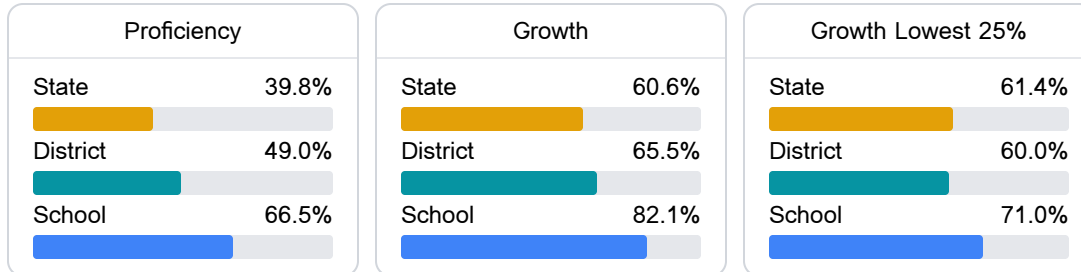 Proficiency
State 39.8%
District 49.0%
School 66.5%
Growth
State 60.6%
District 65.5%
School 82.1%
Growth Lowest 25%
State 61.4%
District 60.0%
School 71.0%